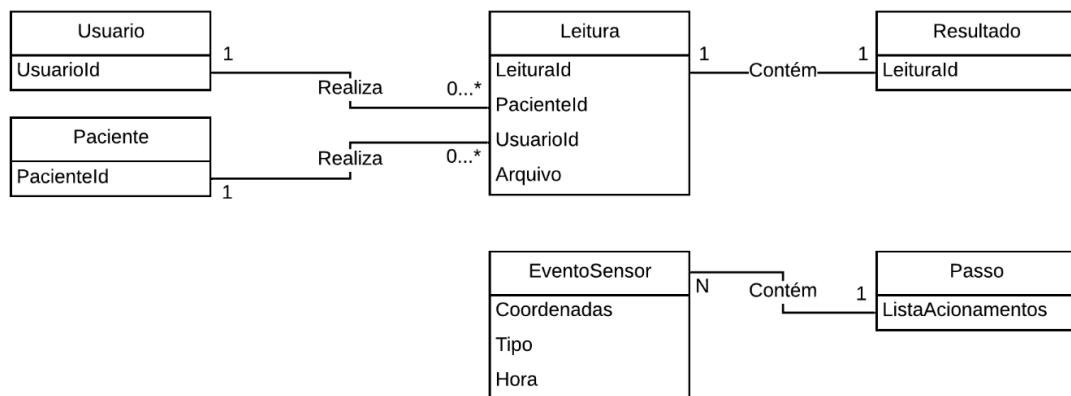 Usuario
UsuarioId
1
Realiza
0...*
Leitura
LeituraId
PacienteId
UsuarioId
Arquivo
1
Contém
1
Resultado
LeituraId
Paciente
PacienteId
1
Realiza
0...*
EventoSensor
Coordenadas
Tipo
Hora
N
Contém
1
Passo
ListaAcionamentos